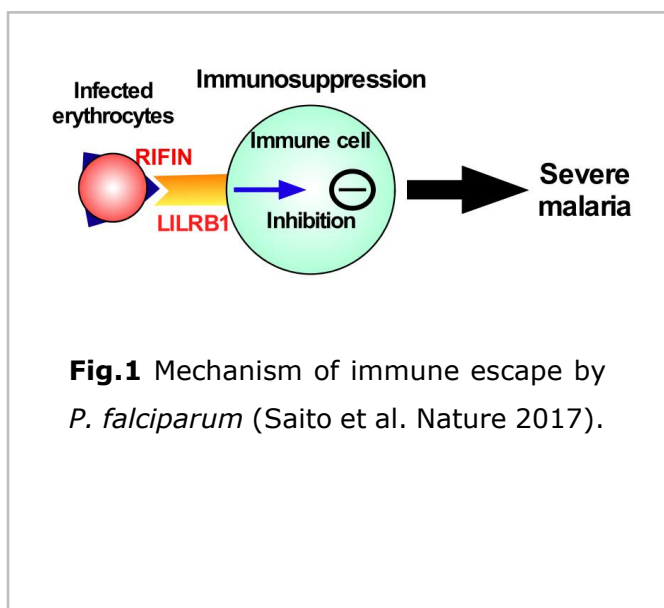 Immunosuppression
Infected
erythrocytes
RIFIN
LILRB1
Immune cell
Inhibition
Severe
malaria
Fig.1 Mechanism of immune escape by
P. falciparum (Saito et al. Nature 2017).